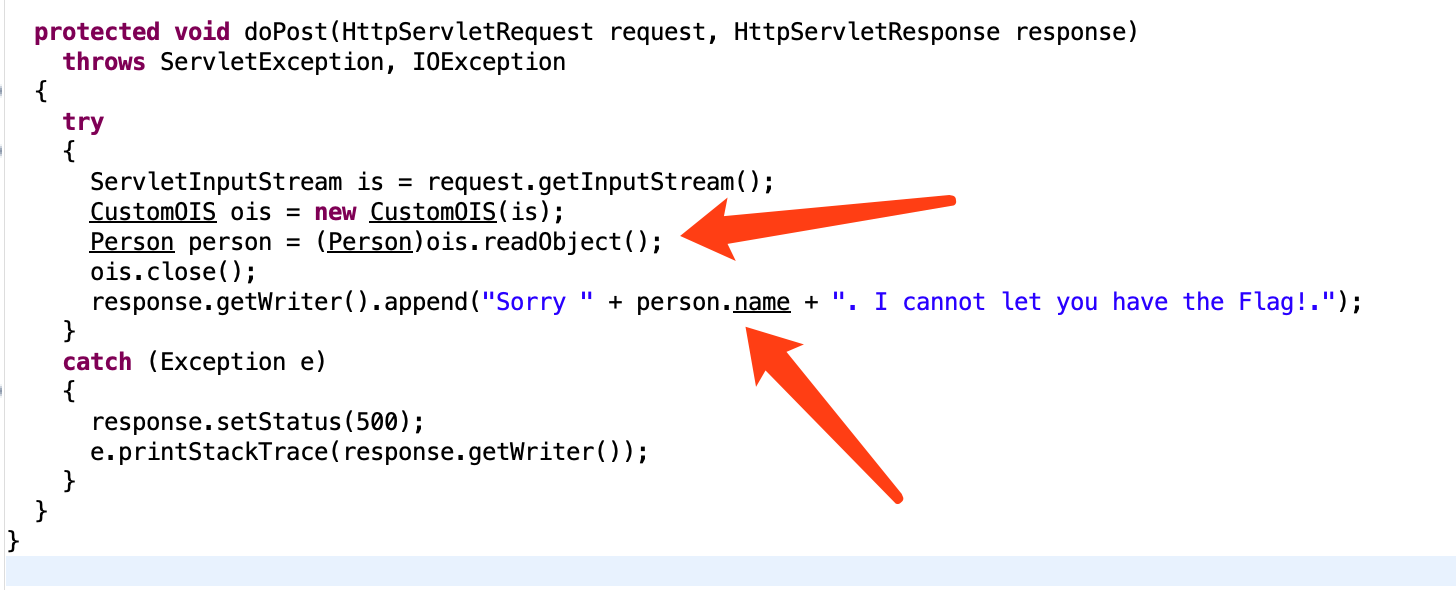 protected void doPost(HttpServletRequest request, HttpServletResponse response)
throws ServletException, IOException
{
try
{
ServletInputStream is = request.getInputStream();
CustomOIS ois = new CustomOIS(is);
Person person = (Person)ois.readObject();
ois.close();
response.getWriter().append("Sorry " + person.name + ". I cannot let you have the Flag!.");
}
catch (Exception e)
{
response.setStatus(500);
e.printStackTrace(response.getWriter());
}
}
}